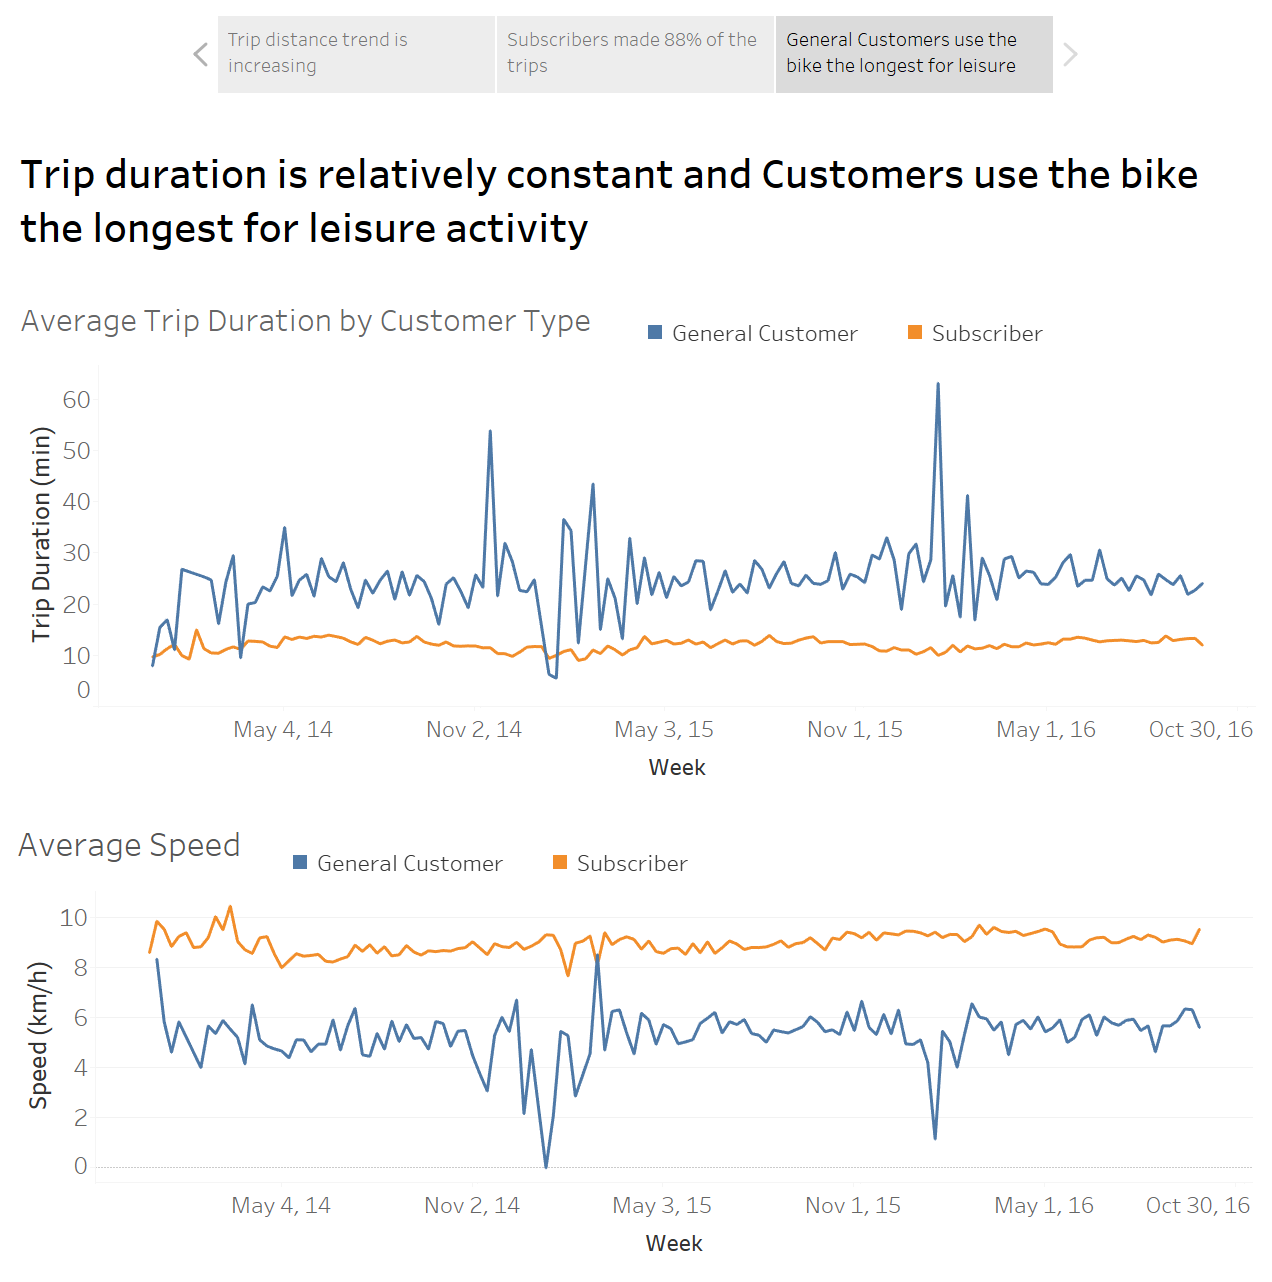 Trip distance trend is
increasing
Subscribers made 88% of the
trips
General Customers use the
bike the longest for leisure
Trip duration is relatively constant and Customers use the bike
the longest for leisure activity
Average Trip Duration by Customer Type
General Customer
Subscriber
Trip Duration (min)
60
50
40
30
20
10
0
May 4, 14
Nov 2, 14
May 3, 15
Nov 1, 15
May 1, 16
Oct 30, 16
Week
Average Speed
General Customer
Subscriber
Speed (km/h)
10
8
6
4
2
0
May 4, 14
Nov 2, 14
May 3, 15
Nov 1, 15
May 1, 16
Oct 30, 16
Week